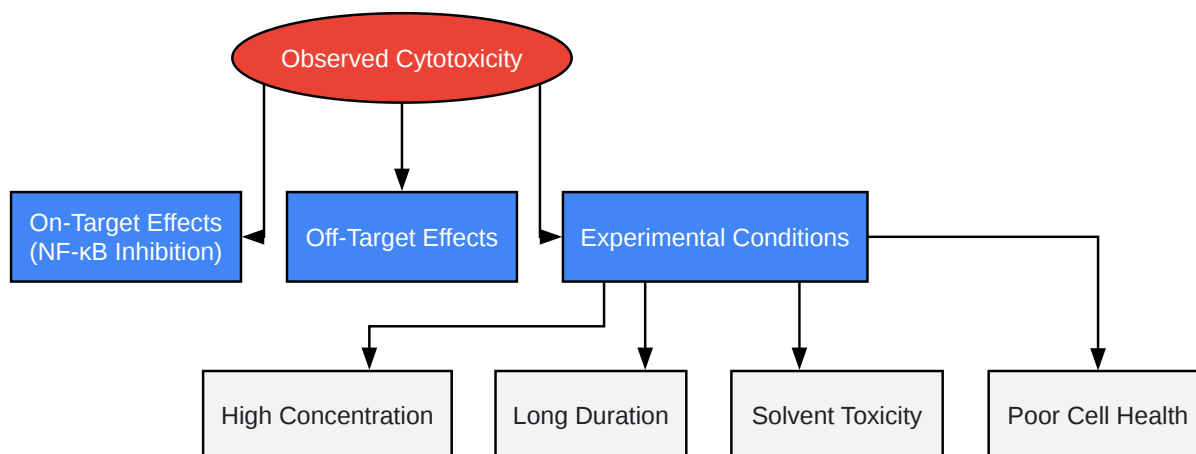 Observed Cytotoxicity
On-Target Effects
(NF-κB Inhibition)
Off-Target Effects
Experimental Conditions
High Concentration
Long Duration
Solvent Toxicity
Poor Cell Health